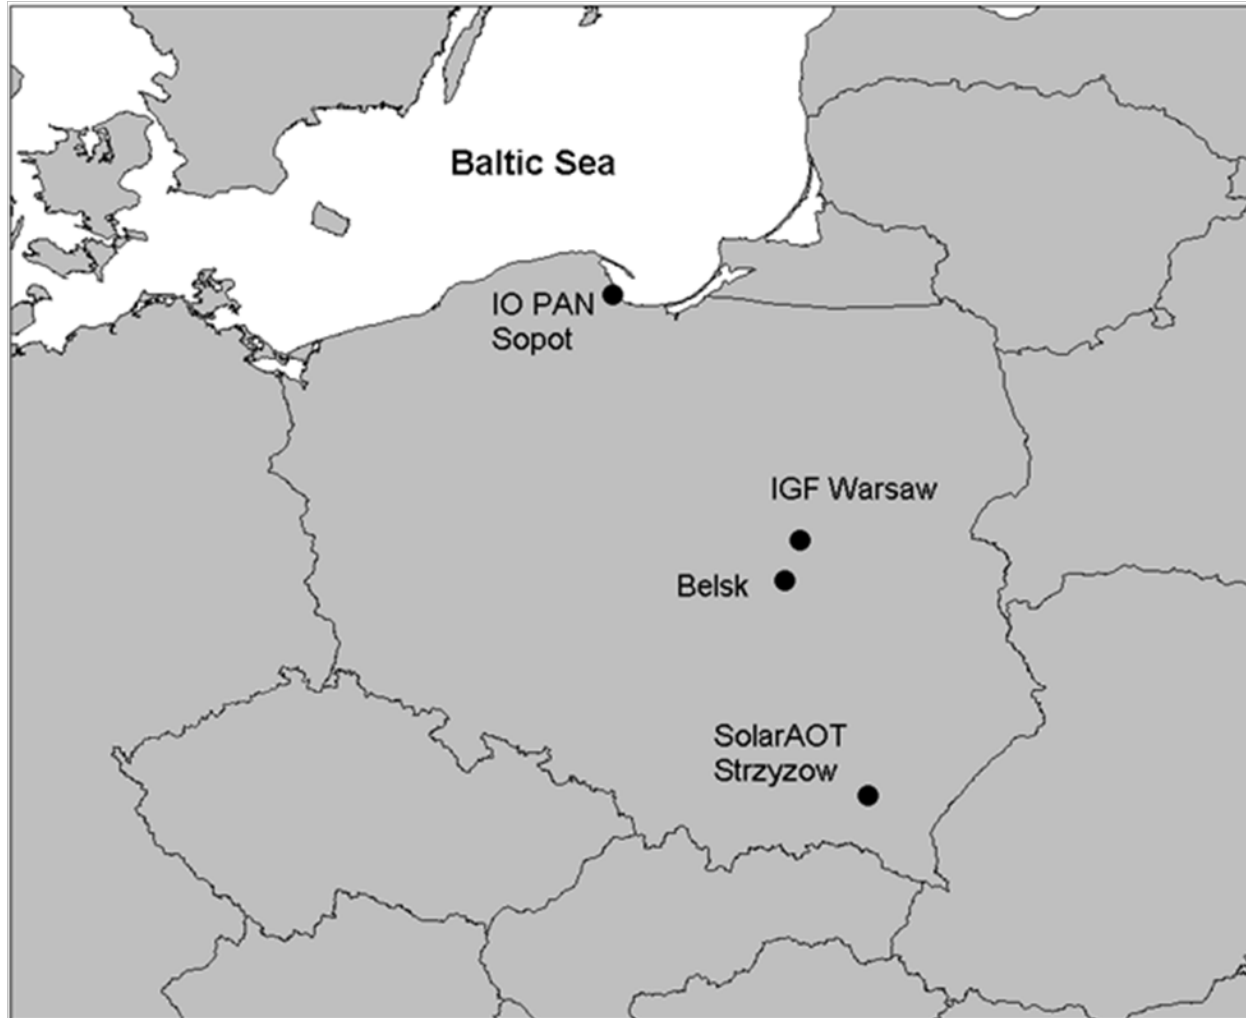 Baltic Sea
IO PAN
Sopot
IGF Warsaw
Belsk
SolarAOT
Strzyzow